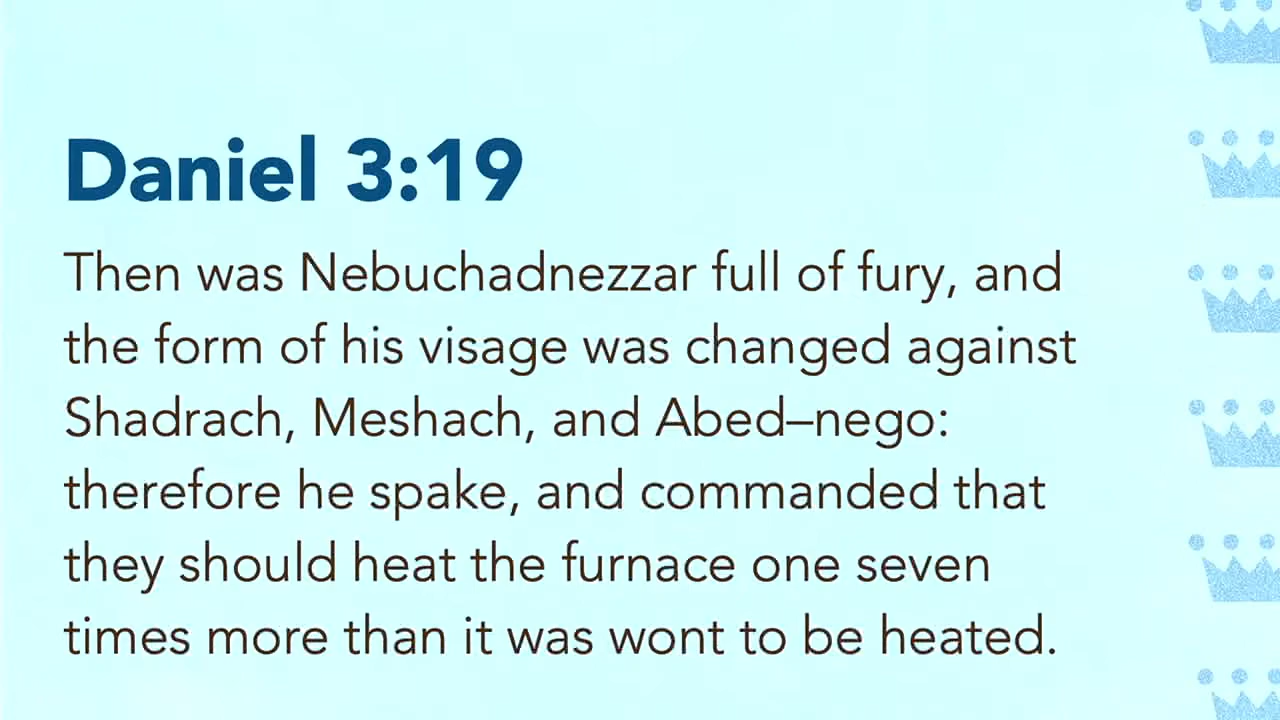 Daniel 3:19
Then was Nebuchadnezzar full of fury, and
the form of his visage was changed against
Shadrach, Meshach, and Abed–nego:
therefore he spake, and commanded that
they should heat the furnace one seven
times more than it was wont to be heated.